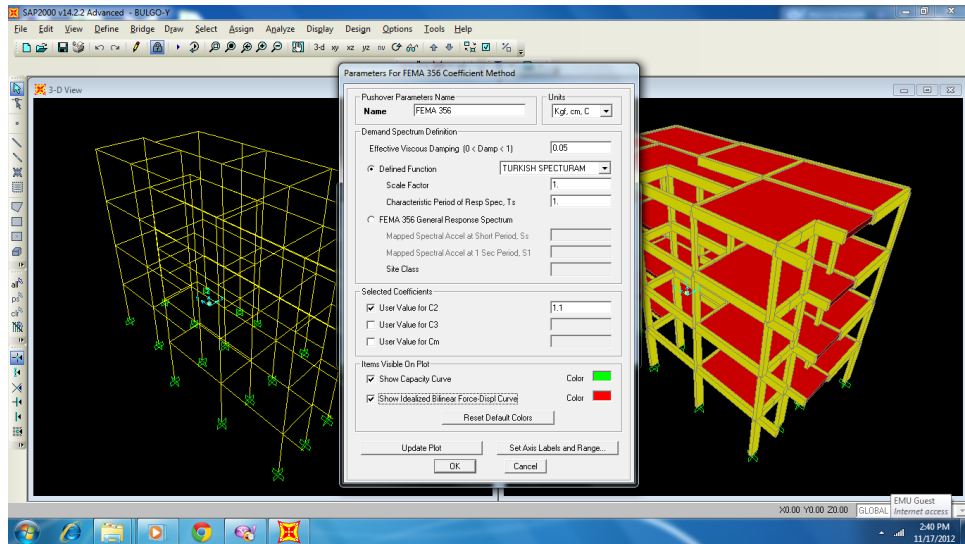 SAP2000 v14.2.2 Advanced - BULGO-Y
File Edit View Define Bridge Draw Select Assign Analyze Display Design Options Tools Help
3-d xy xz yz nv
3-D View
Parameters For FEMA 356 Coefficient Method
Pushover Parameters Name
Name FEMA 356
Units
Kgf, cm, C
Demand Spectrum Definition
Effective Viscous Damping (0 < Damp < 1) 0.05
Defined Function TURKISH SPECTURAM
Scale Factor 1.
Characteristic Period of Resp Spec, Ts 1.
FEMA 356 General Response Spectrum
Mapped Spectral Accel at Short Period, Ss
Mapped Spectral Accel at 1 Sec Period, S1
Site Class
Selected Coefficients
User Value for C2 1.1
User Value for C3
User Value for Cm
Items Visible On Plot
Show Capacity Curve Color
Show Idealized Bilinear Force-Displ Curve Color
Reset Default Colors
Update Plot Set Axis Labels and Range...
OK Cancel
all
X0.00 Y0.00 Z0.00 GLOBAL
EMU Guest
Internet access
2:40 PM
11/17/2012